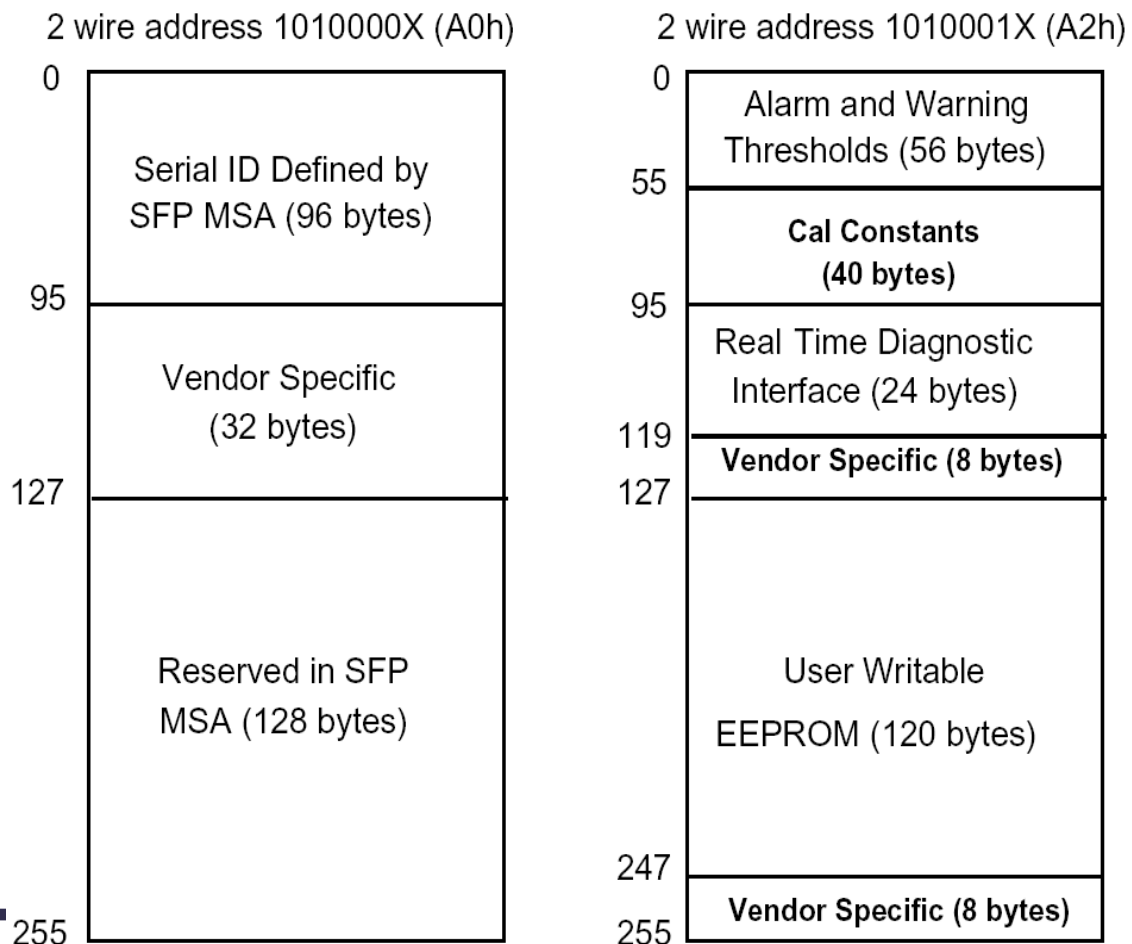 2 wire address 1010000X (A0h)
0
Serial ID Defined by
SFP MSA (96 bytes)
95
Vendor Specific
(32 bytes)
127
Reserved in SFP
MSA (128 bytes)
255
2 wire address 1010001X (A2h)
0
Alarm and Warning
Thresholds (56 bytes)
55
Cal Constants
(40 bytes)
95
Real Time Diagnostic
Interface (24 bytes)
119
Vendor Specific (8 bytes)
127
User Writable
EEPROM (120 bytes)
247
Vendor Specific (8 bytes)
255